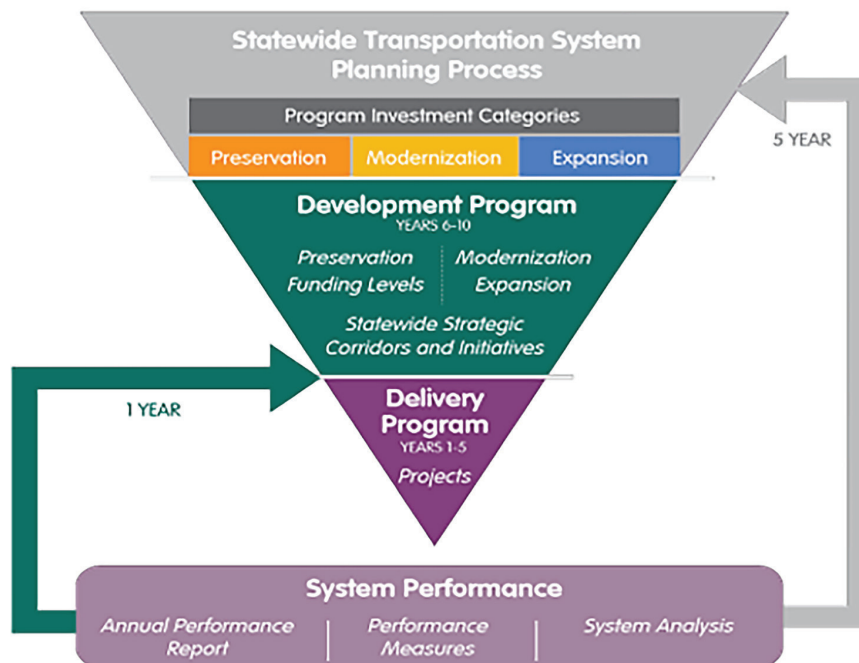 Statewide Transportation System
Planning Process
Program Investment Categories
Preservation
Modernization
Expansion
5 YEAR
Development Program
YEARS 6-10
Preservation
Funding Levels
Modernization
Expansion
Statewide Strategic
Corridors and Initiatives
1 YEAR
Delivery
Program
YEARS 1-5
Projects
System Performance
Annual Performance
Report
Performance
Measures
System Analysis